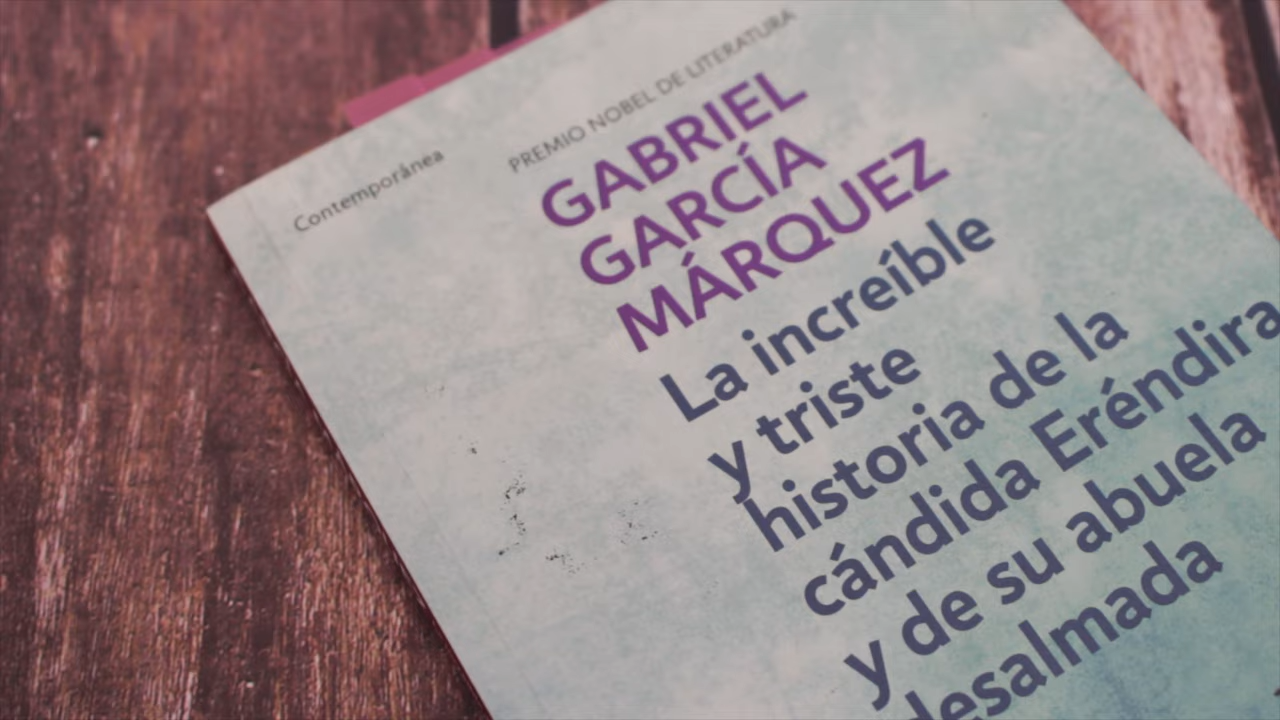 Contemporánea
PREMIO NOBEL DE LITERATURA
GABRIEL
GARCÍA
MÁRQUEZ
La increíble
y triste
historia de la
cándida Eréndira
y de su abuela
desalmada